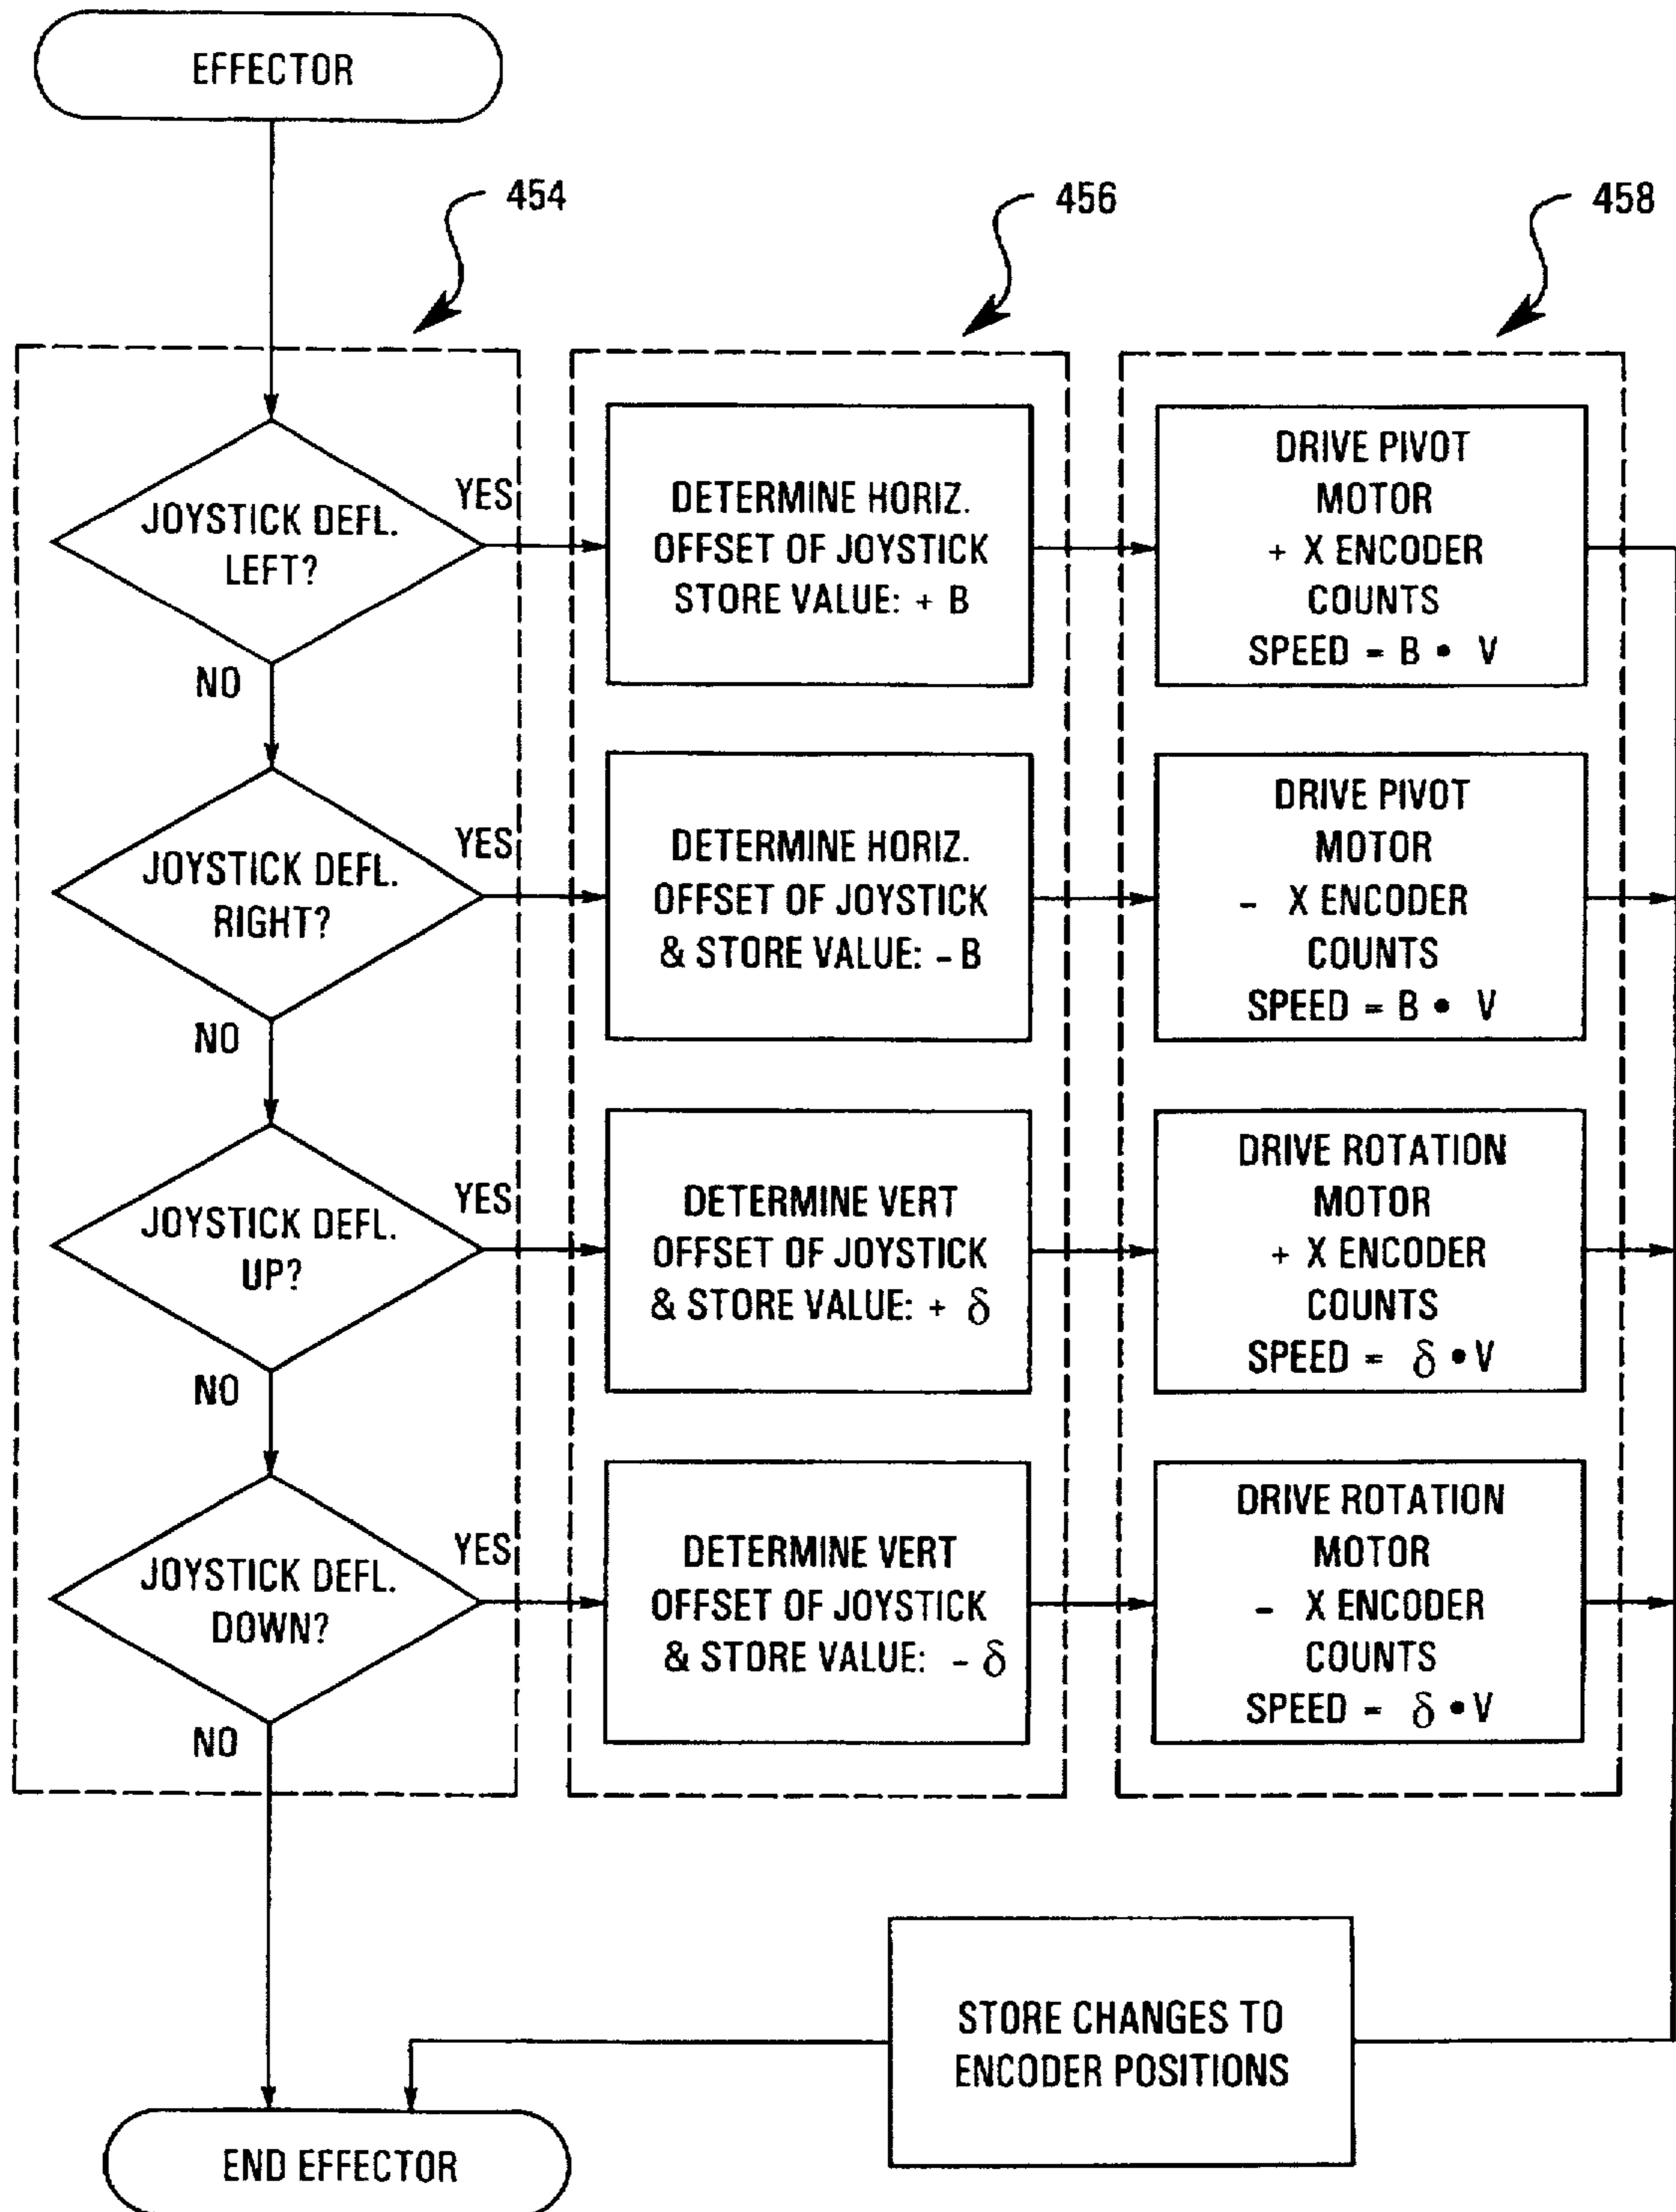 EFFECTOR
454
456
458
JOYSTICK DEFL.
LEFT?
YES
NO
DETERMINE HORIZ.
OFFSET OF JOYSTICK
STORE VALUE: + B
DRIVE PIVOT
MOTOR
+ X ENCODER
COUNTS
SPEED = B • V
JOYSTICK DEFL.
RIGHT?
YES
NO
DETERMINE HORIZ.
OFFSET OF JOYSTICK
& STORE VALUE: - B
DRIVE PIVOT
MOTOR
- X ENCODER
COUNTS
SPEED = B • V
JOYSTICK DEFL.
UP?
YES
NO
DETERMINE VERT
OFFSET OF JOYSTICK
& STORE VALUE: + δ
DRIVE ROTATION
MOTOR
+ X ENCODER
COUNTS
SPEED = δ • V
JOYSTICK DEFL.
DOWN?
YES
NO
DETERMINE VERT
OFFSET OF JOYSTICK
& STORE VALUE: - δ
DRIVE ROTATION
MOTOR
- X ENCODER
COUNTS
SPEED = δ • V
STORE CHANGES TO
ENCODER POSITIONS
END EFFECTOR